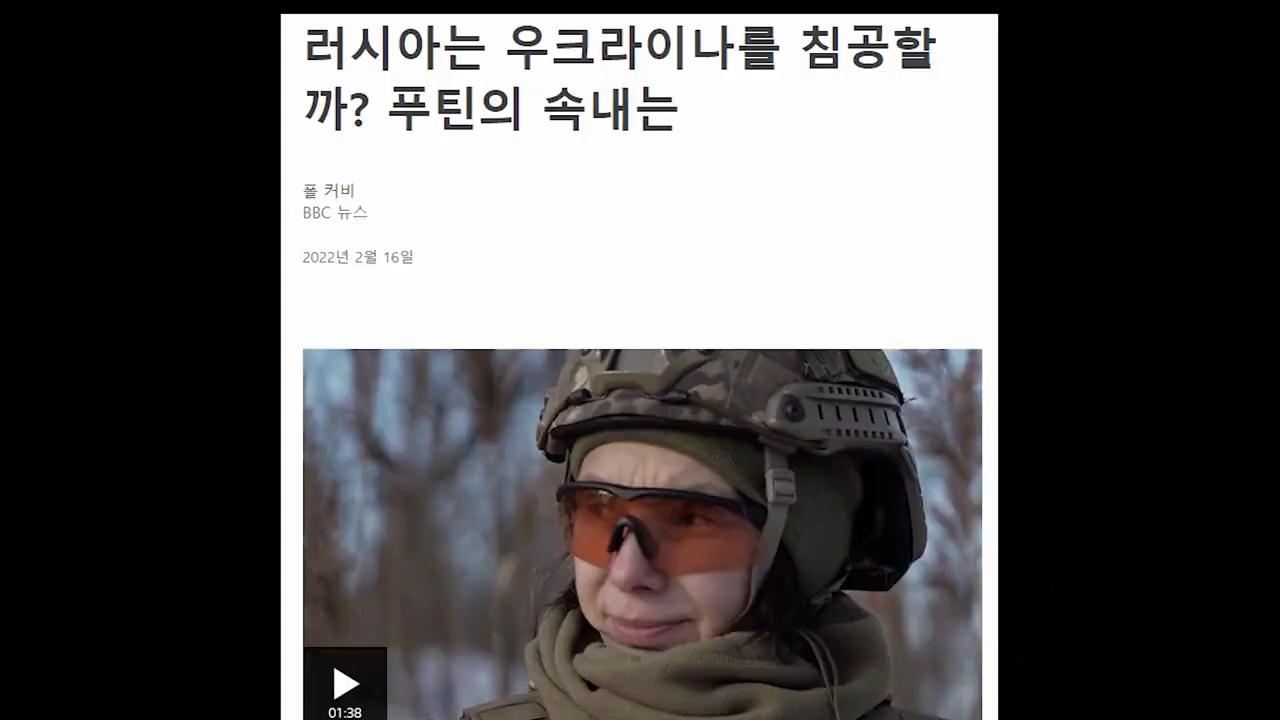 러시아는 우크라이나를 침공할
까? 푸틴의 속내는
폴 커비
BBC 뉴스
2022년 2월 16일
01:38